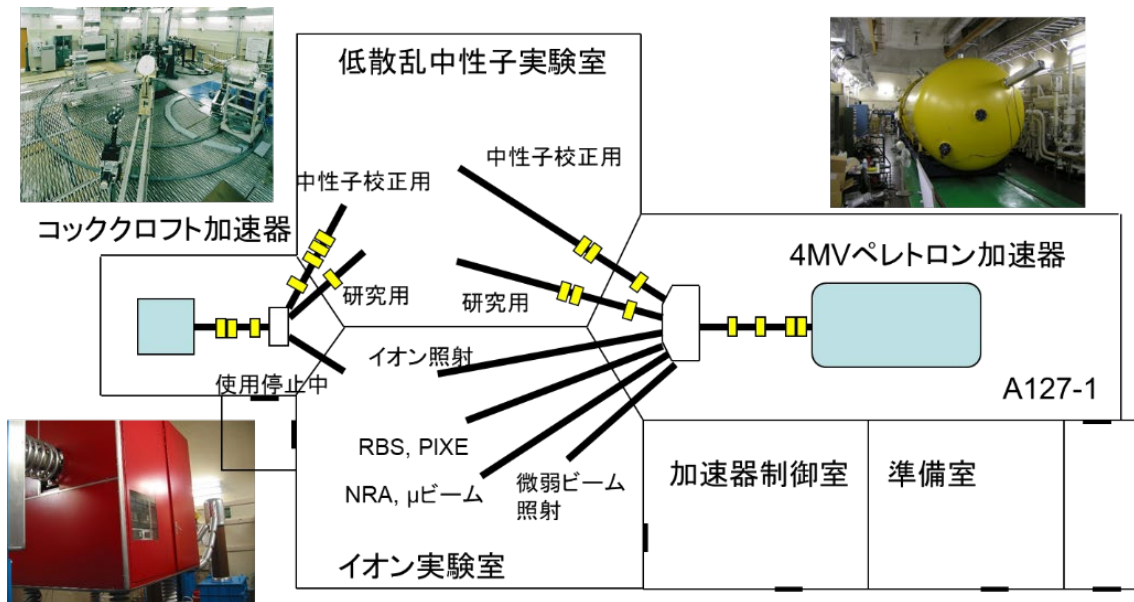 低散乱中性子実験室
中性子校正用
中性子校正用
コッククロフト加速器
4MVペレトロン加速器
研究用
研究用
イオン照射
使用停止中
A127-1
RBS, PIXE
NRA, μビーム
微弱ビーム
照射
加速器制御室
準備室
イオン実験室